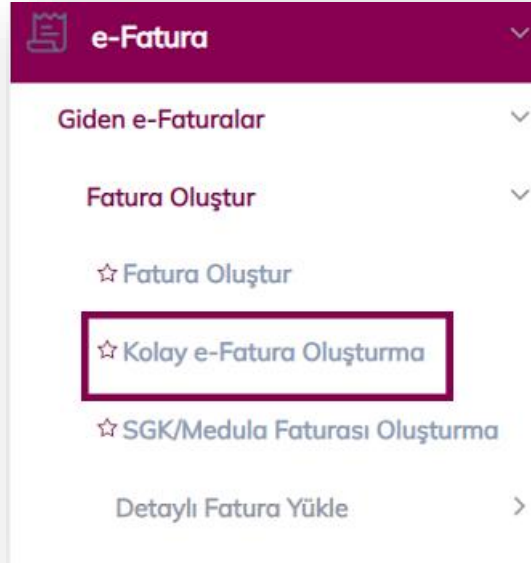 e-Fatura
Giden e-Faturalar
Fatura Oluştur
Fatura Oluştur
Kolay e-Fatura Oluşturma
SGK/Medula Faturası Oluşturma
Detaylı Fatura Yükle